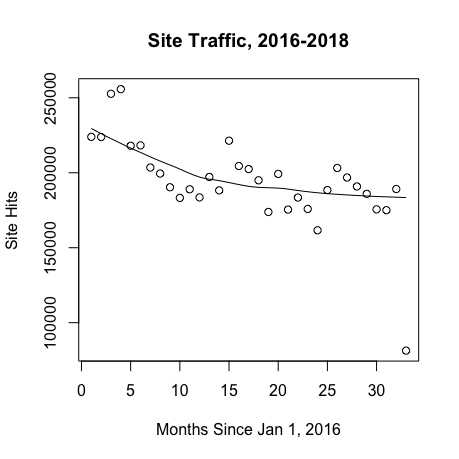 Site Traffic, 2016-2018
250000
200000
150000
100000
Site Hits
0 5 10 15 20 25 30
Months Since Jan 1, 2016